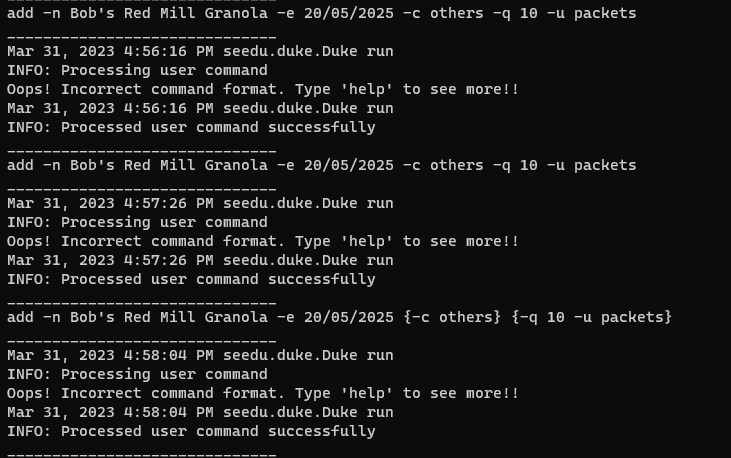 ______________________________
add -n Bob's Red Mill Granola -e 20/05/2025 -c others -q 10 -u packets
______________________________
Mar 31, 2023 4:56:16 PM seedu.duke.Duke run
INFO: Processing user command
Oops! Incorrect command format. Type 'help' to see more!!
Mar 31, 2023 4:56:16 PM seedu.duke.Duke run
INFO: Processed user command successfully
______________________________
add -n Bob's Red Mill Granola -e 20/05/2025 -c others -q 10 -u packets
______________________________
Mar 31, 2023 4:57:26 PM seedu.duke.Duke run
INFO: Processing user command
Oops! Incorrect command format. Type 'help' to see more!!
Mar 31, 2023 4:57:26 PM seedu.duke.Duke run
INFO: Processed user command successfully
______________________________
add -n Bob's Red Mill Granola -e 20/05/2025 {-c others} {-q 10 -u packets}
______________________________
Mar 31, 2023 4:58:04 PM seedu.duke.Duke run
INFO: Processing user command
Oops! Incorrect command format. Type 'help' to see more!!
Mar 31, 2023 4:58:04 PM seedu.duke.Duke run
INFO: Processed user command successfully
______________________________